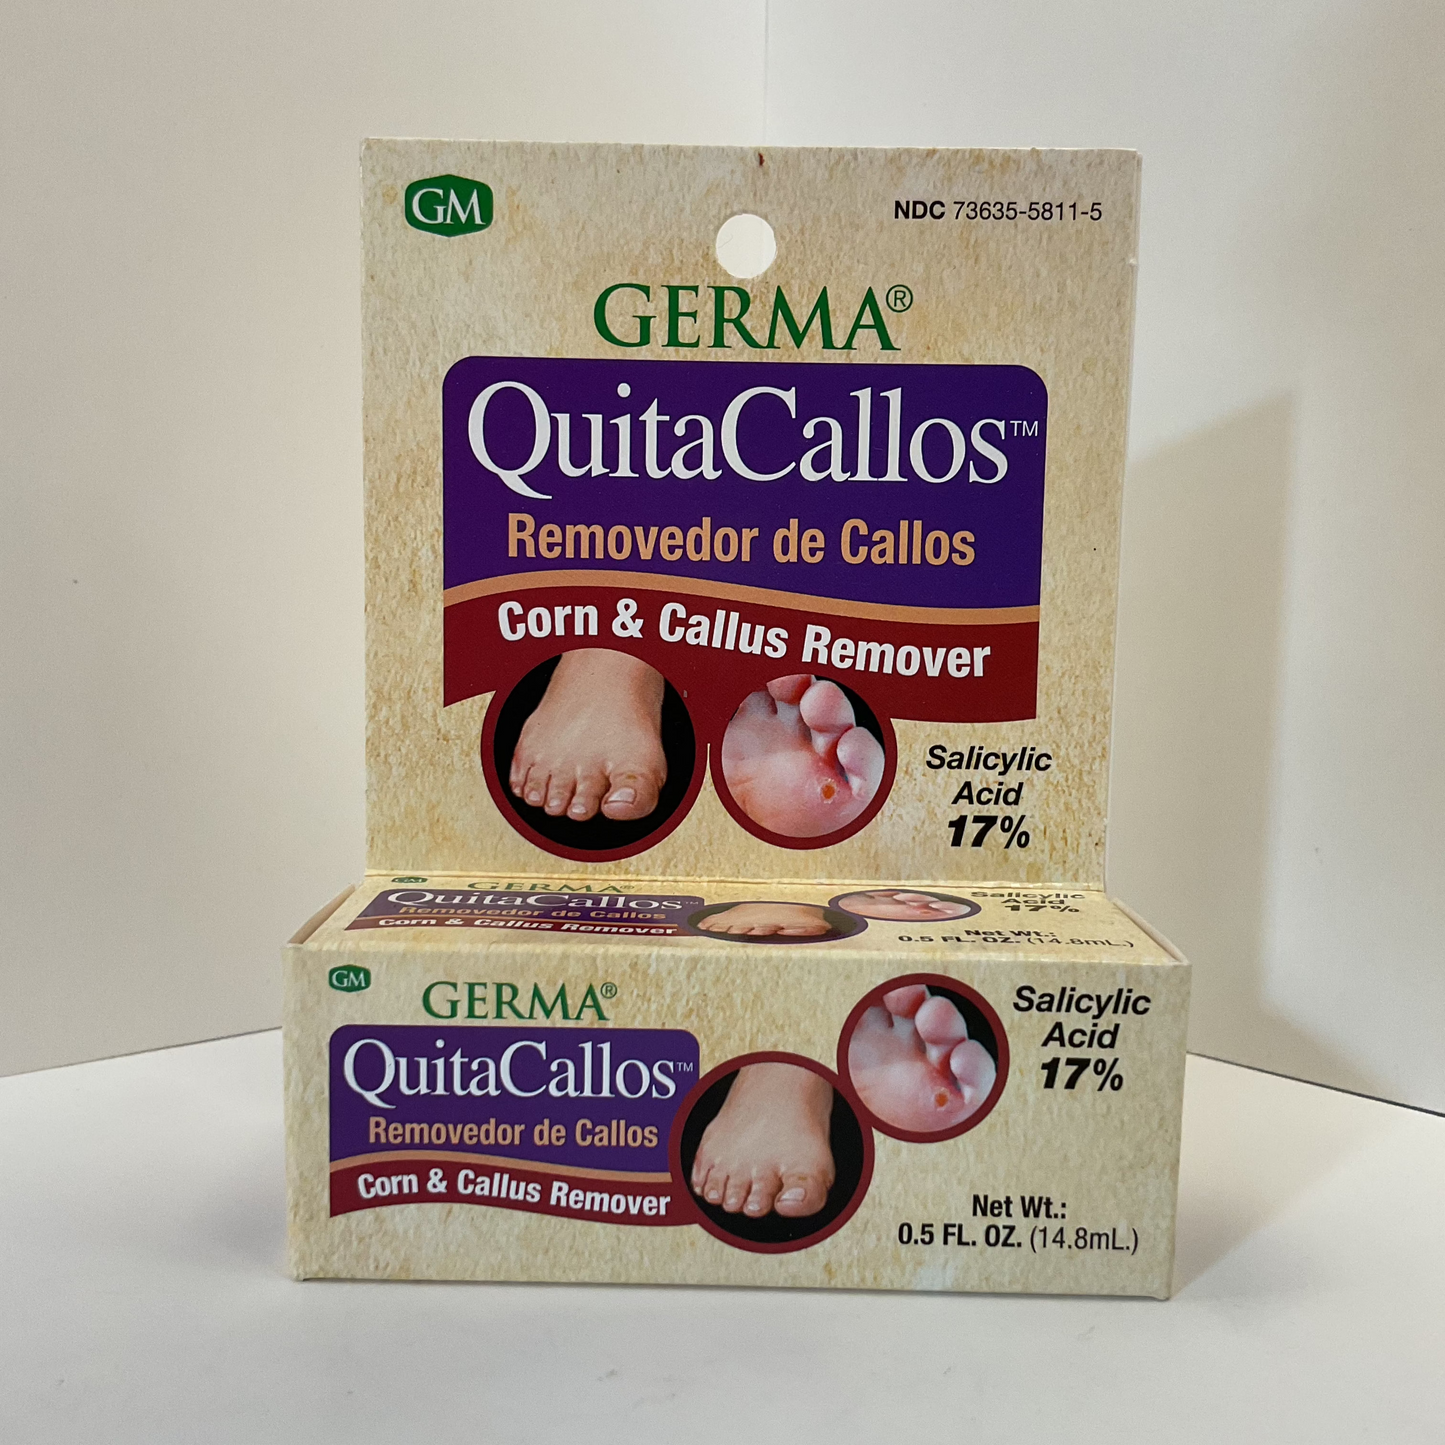 GM
NDC 73635-5811-5
GERMA®
QuitaCallos™
Removedor de Callos
Corn & Callus Remover
Salicylic
Acid
17%
GM
GERMA®
QuitaCallos™
Removedor de Callos
Corn & Callus Remover
Salicylic
Acid
17%
Net Wt.:
0.5 FL. OZ. (14.8mL.)
GM
GERMA®
QuitaCallos™
Removedor de Callos
Corn & Callus Remover
Salicylic
Acid
17%
Net Wt.:
0.5 FL. OZ. (14.8mL.)